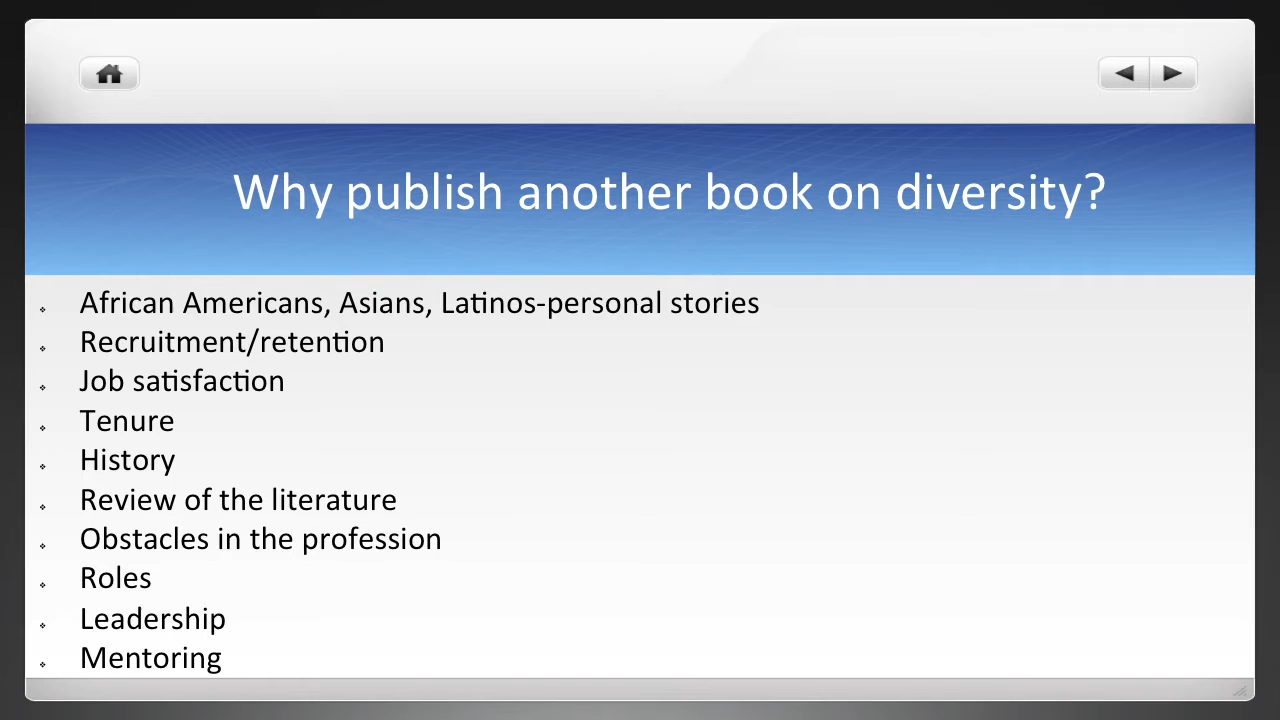 Why publish another book on diversity?
African Americans, Asians, Latinos-personal stories
Recruitment/retention
Job satisfaction
Tenure
History
Review of the literature
Obstacles in the profession
Roles
Leadership
Mentoring